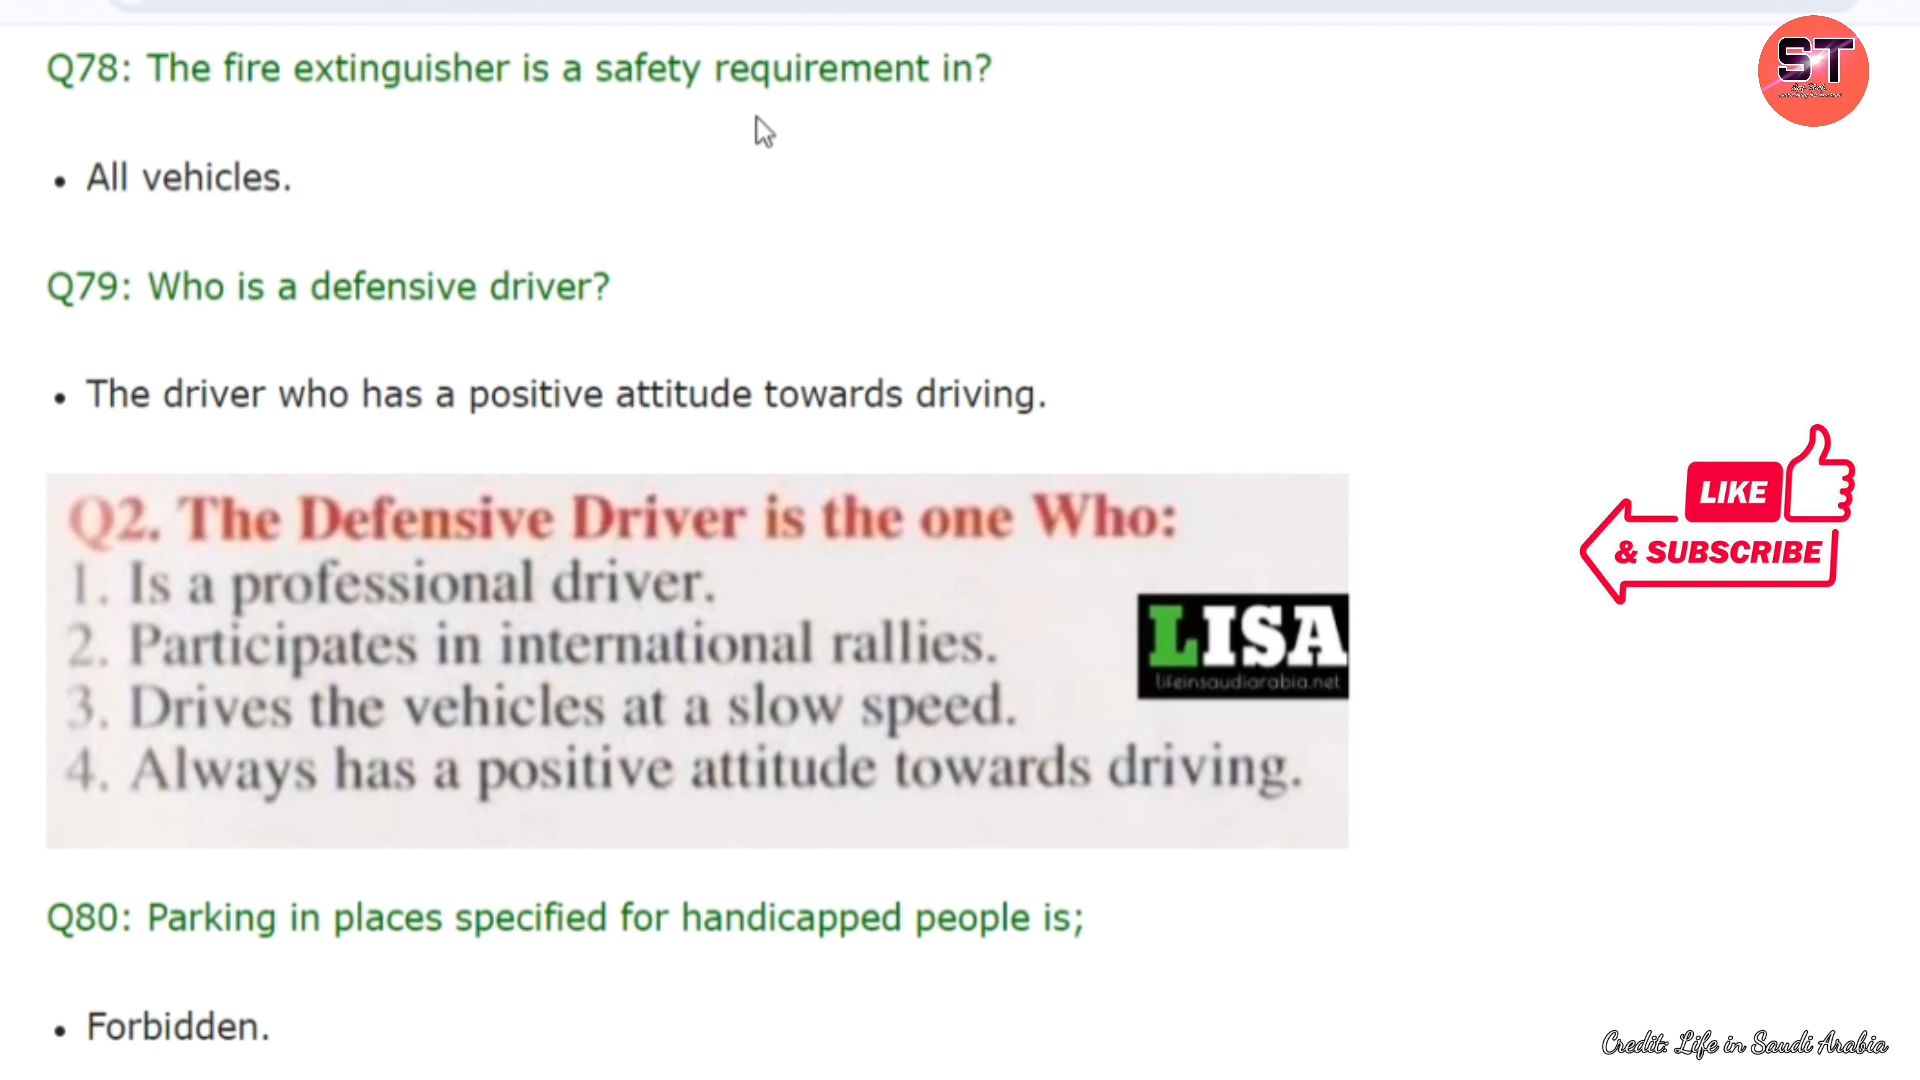 Q78: The fire extinguisher is a safety requirement in?
ST
• All vehicles.
Q79: Who is a defensive driver?
• The driver who has a positive attitude towards driving.
Q2. The Defensive Driver is the one Who:
1. Is a professional driver.
2. Participates in international rallies.
3. Drives the vehicles at a slow speed.
4. Always has a positive attitude towards driving.
LISA
lifeinsaudiarabia.net
LIKE
& SUBSCRIBE
Q80: Parking in places specified for handicapped people is;
• Forbidden.
Credit: Life in Saudi Arabia